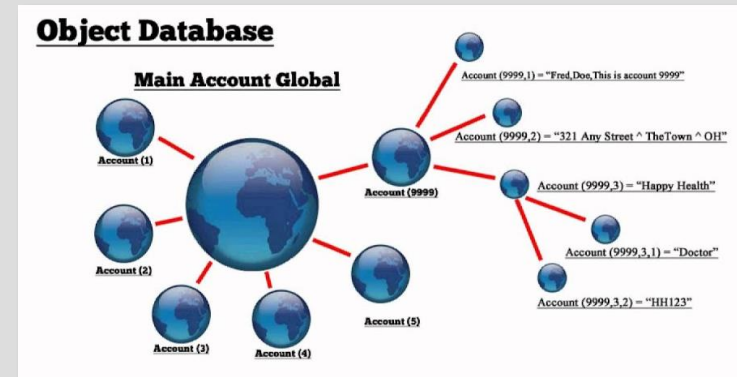 Object Database
Main Account Global
Account (1)
Account (2)
Account (3)
Account (4)
Account (5)
Account (9999)
Account (9999,1) = "Fred,Doe,This is account 9999"
Account (9999,2) = "321 Any Street ^ TheTown ^ OH"
Account (9999,3) = "Happy Health"
Account (9999,3,1) = "Doctor"
Account (9999,3,2) = "HH123"